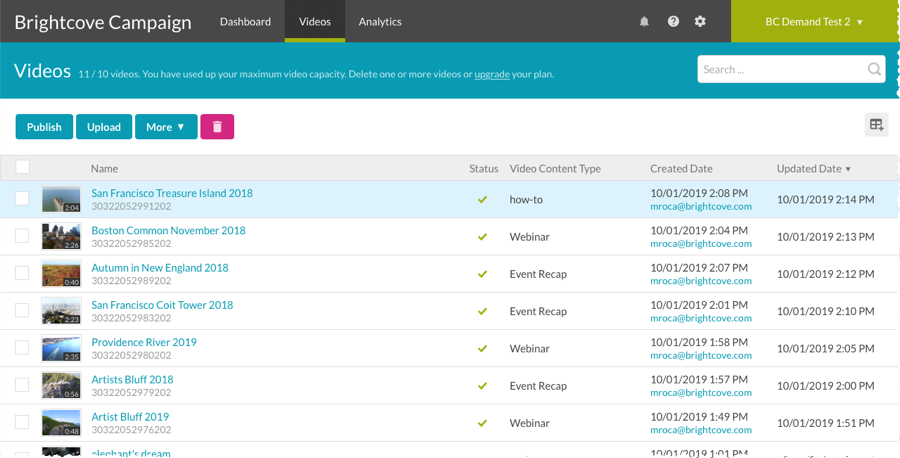 Brightcove Campaign Dashboard Videos Analytics BC Demand Test 2
Videos 11 / 10 videos. You have used up your maximum video capacity. Delete one or more videos or upgrade your plan. Search ...
Publish Upload More
Name Status Video Content Type Created Date Updated Date
San Francisco Treasure Island 2018 how-to 10/01/2019 2:08 PM 10/01/2019 2:14 PM
2:04 30322052991202 mroca@brightcove.com
Boston Common November 2018 Webinar 10/01/2019 2:04 PM 10/01/2019 2:13 PM
2:26 30322052985202 mroca@brightcove.com
Autumn in New England 2018 Event Recap 10/01/2019 2:07 PM 10/01/2019 2:12 PM
0:40 30322052989202 mroca@brightcove.com
San Francisco Coit Tower 2018 Event Recap 10/01/2019 2:01 PM 10/01/2019 2:10 PM
2:23 30322052983202 mroca@brightcove.com
Providence River 2019 Webinar 10/01/2019 1:58 PM 10/01/2019 2:05 PM
2:35 30322052980202 mroca@brightcove.com
Artists Bluff 2018 Event Recap 10/01/2019 1:57 PM 10/01/2019 2:00 PM
0:56 30322052979202 mroca@brightcove.com
Artist Bluff 2019 Webinar 10/01/2019 1:49 PM 10/01/2019 1:51 PM
0:48 30322052976202 mroca@brightcove.com
elephant's dream 10/01/2019 1:01 PM